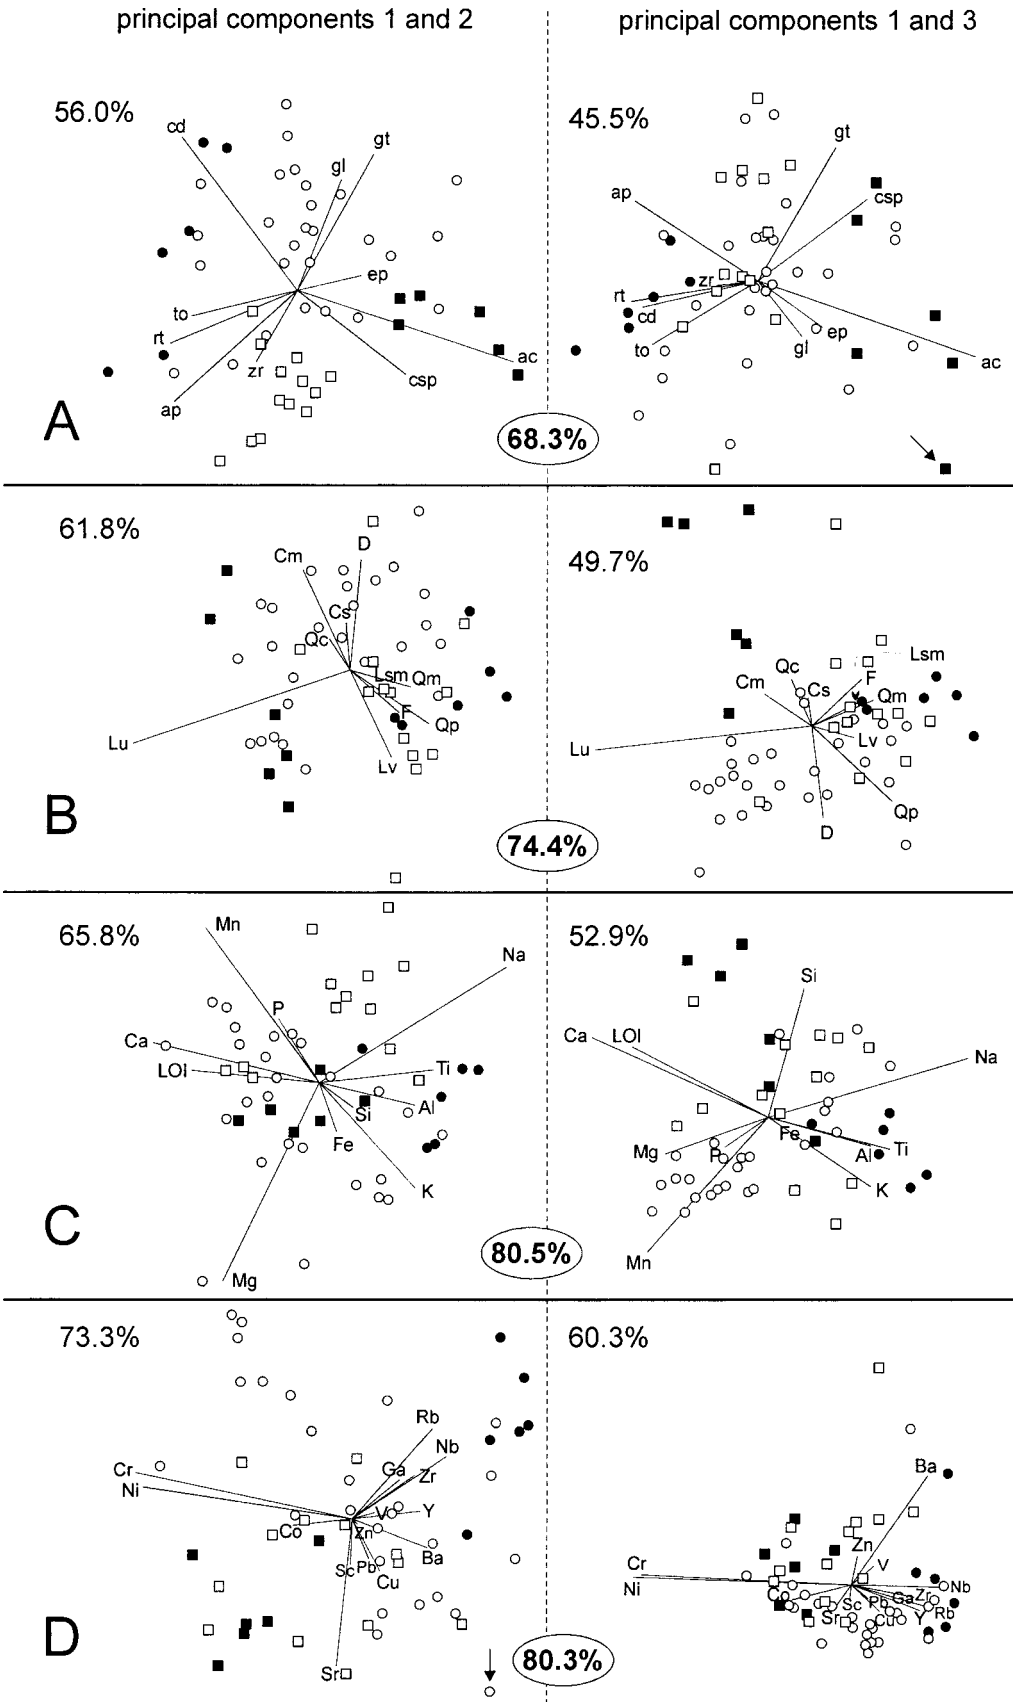 principal components 1 and 2
principal components 1 and 3
56.0%
cd
gt
gl
ep
to
rt
zr
ap
csp
ac
A
45.5%
gt
ap
csp
zr
rt
cd
to
gl
ep
ac
68.3%
61.8%
Cm
D
Cs
Qc
Lsm
Qm
F
Qp
Lu
Lv
B
49.7%
Lsm
Qc
F
Cm
Cs
Qm
Lu
Lv
Qp
D
74.4%
65.8%
Mn
Na
P
Ca
LOI
Ti
Si
Al
Fe
K
Mg
C
52.9%
Si
Ca
LOI
Na
Fe
Mg
P
Al
Ti
K
Mn
80.5%
73.3%
Rb
Nb
Cr
Ga
Zr
Ni
V
Y
Co
Zn
Ba
Sc
Pb
Cu
Sr
D
60.3%
Ba
Zn
Cr
V
Ni
Nb
Co
Sc
Pb
Ga
Zr
Sr
Cu
Y
Rb
80.3%